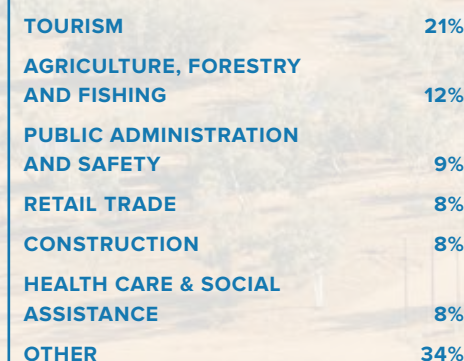 TOURISM 21%
AGRICULTURE, FORESTRY
AND FISHING 12%
PUBLIC ADMINISTRATION
AND SAFETY 9%
RETAIL TRADE 8%
CONSTRUCTION 8%
HEALTH CARE & SOCIAL
ASSISTANCE 8%
OTHER 34%